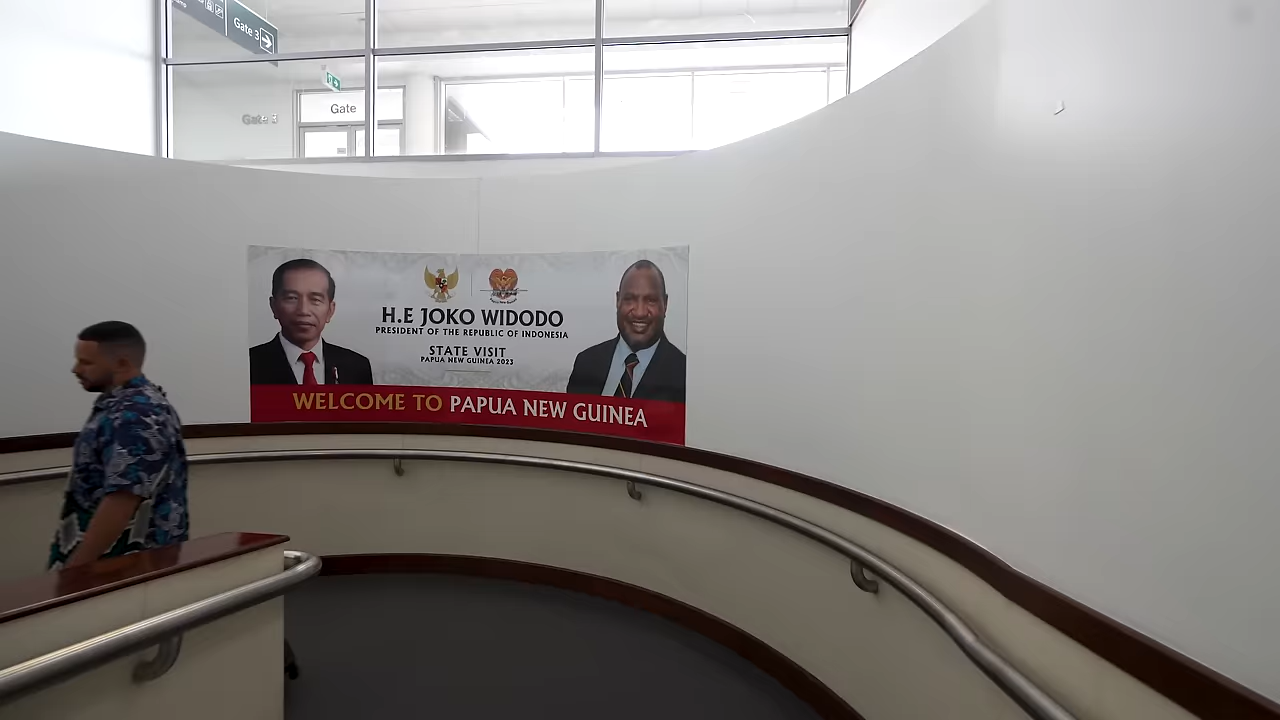 Gate 3
Gate
Gate 3
H.E JOKO WIDODO
PRESIDENT OF THE REPUBLIC OF INDONESIA
STATE VISIT
PAPUA NEW GUINEA 2023
WELCOME TO PAPUA NEW GUINEA